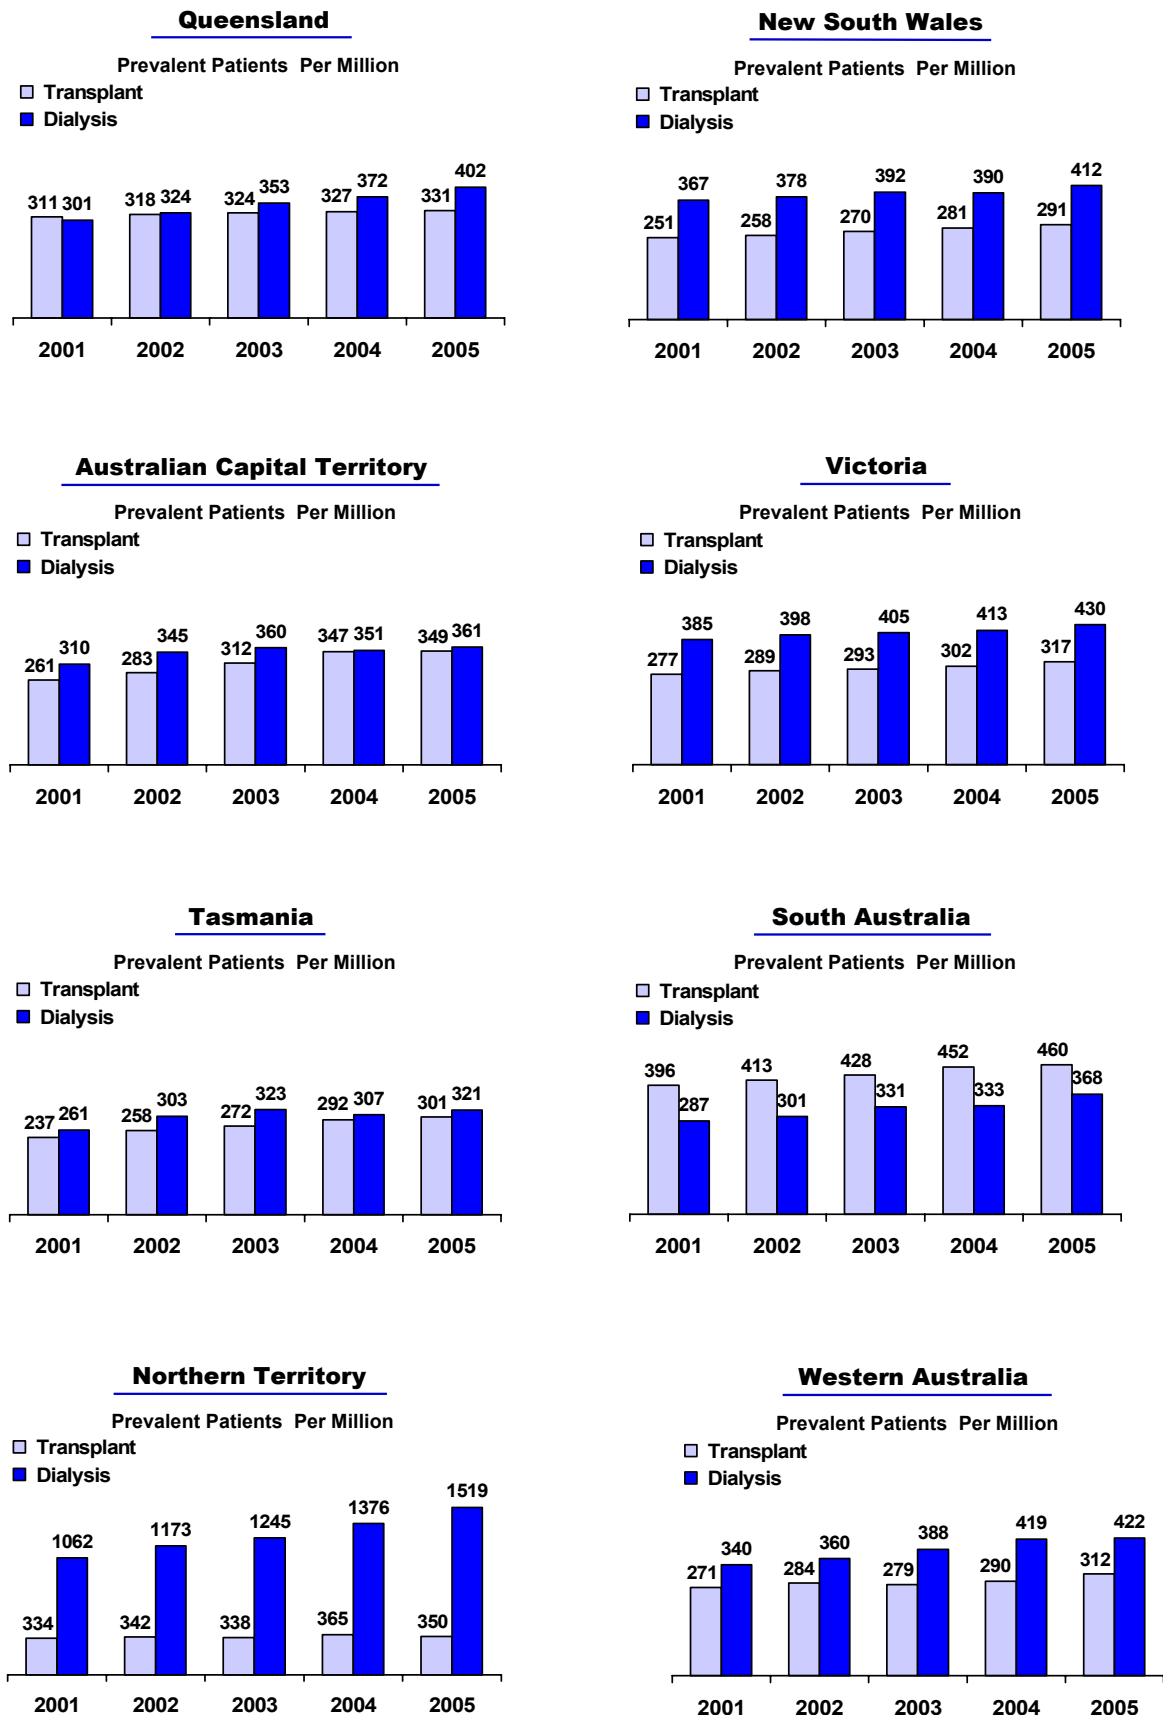 Queensland
Prevalent Patients Per Million
Transplant
Dialysis
311 301 318 324 324 353 327 372 331 402
2001 2002 2003 2004 2005
New South Wales
Prevalent Patients Per Million
Transplant
Dialysis
251 367 258 378 270 392 281 390 291 412
2001 2002 2003 2004 2005
Australian Capital Territory
Prevalent Patients Per Million
Transplant
Dialysis
261 310 283 345 312 360 347 351 349 361
2001 2002 2003 2004 2005
Victoria
Prevalent Patients Per Million
Transplant
Dialysis
277 385 289 398 293 405 302 413 317 430
2001 2002 2003 2004 2005
Tasmania
Prevalent Patients Per Million
Transplant
Dialysis
237 261 258 303 272 323 292 307 301 321
2001 2002 2003 2004 2005
South Australia
Prevalent Patients Per Million
Transplant
Dialysis
396 287 413 301 428 331 452 333 460 368
2001 2002 2003 2004 2005
Northern Territory
Prevalent Patients Per Million
Transplant
Dialysis
334 1062 342 1173 338 1245 365 1376 350 1519
2001 2002 2003 2004 2005
Western Australia
Prevalent Patients Per Million
Transplant
Dialysis
271 340 284 360 279 388 290 419 312 422
2001 2002 2003 2004 2005